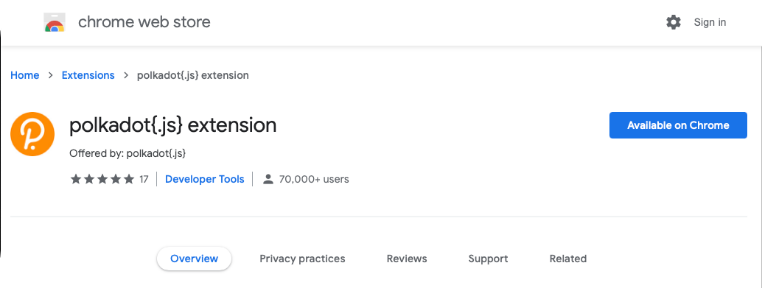 chrome web store
Sign in
Home > Extensions > polkadot{.js} extension
polkadot{.js} extension
Available on Chrome
Offered by: polkadot{.js}
★★★★★ 17 | Developer Tools | 70,000+ users
Overview Privacy practices Reviews Support Related